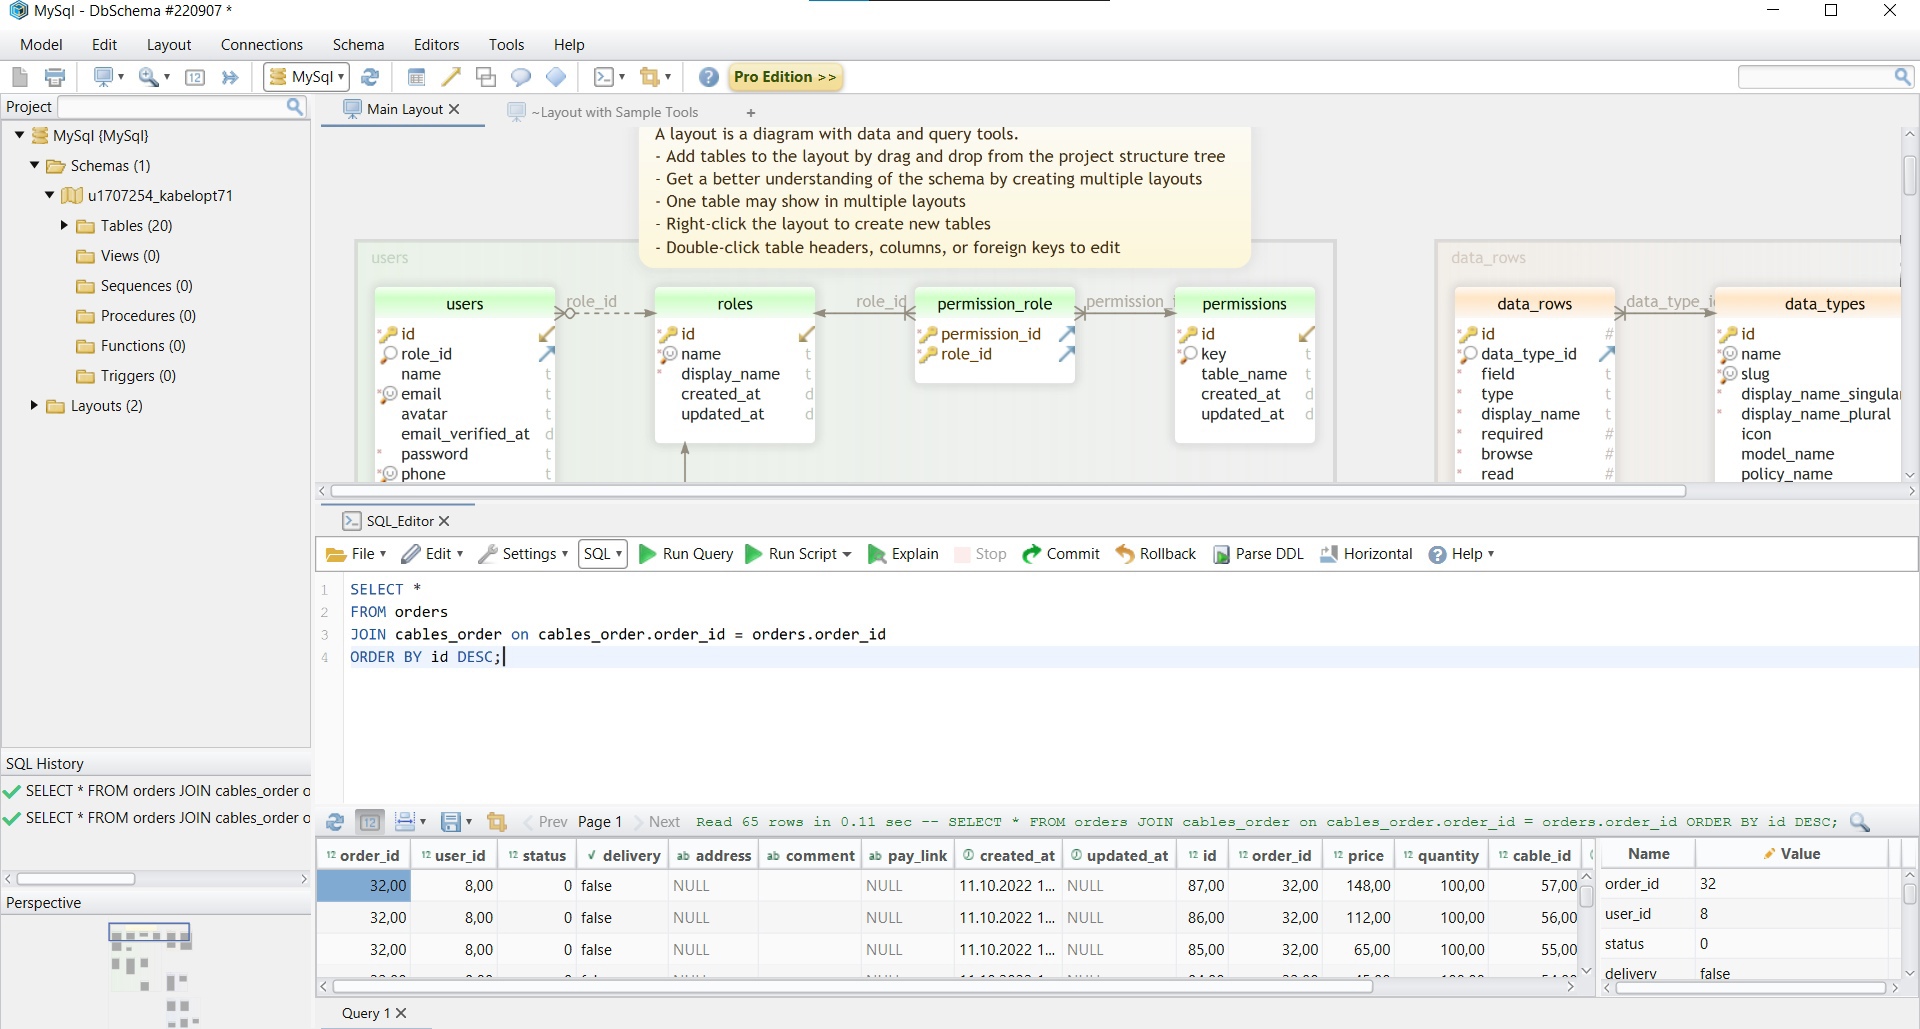 MySql - DbSchema #220907 *
Model Edit Layout Connections Schema Editors Tools Help
12 MySql Pro Edition >>
Project
Main Layout ~Layout with Sample Tools +
MySql {MySql}
Schemas (1)
u1707254_kabelopt71
Tables (20)
Views (0)
Sequences (0)
Procedures (0)
Functions (0)
Triggers (0)
Layouts (2)
A layout is a diagram with data and query tools.
- Add tables to the layout by drag and drop from the project structure tree
- Get a better understanding of the schema by creating multiple layouts
- One table may show in multiple layouts
- Right-click the layout to create new tables
- Double-click table headers, columns, or foreign keys to edit
users
users
id
role_id
name t
email t
avatar t
email_verified_at d
password t
phone t
role_id
roles
id
name t
display_name t
created_at d
updated_at d
role_id
permission_role
permission_id
role_id
permission_i
permissions
id
key t
table_name t
created_at d
updated_at d
data_rows
data_rows
id #
data_type_id
field t
type t
display_name t
required #
browse #
read #
data_type_i
data_types
id
name
slug
display_name_singula
display_name_plural
icon
model_name
policy_name
SQL_Editor
File Edit Settings SQL Run Query Run Script Explain Stop Commit Rollback Parse DDL Horizontal Help
1 SELECT *
2 FROM orders
3 JOIN cables_order on cables_order.order_id = orders.order_id
4 ORDER BY id DESC;
SQL History
SELECT * FROM orders JOIN cables_order o
SELECT * FROM orders JOIN cables_order o
Perspective
12 Prev Page 1 Next Read 65 rows in 0.11 sec -- SELECT * FROM orders JOIN cables_order on cables_order.order_id = orders.order_id ORDER BY id DESC;
12 order_id 12 user_id 12 status delivery ab address ab comment ab pay_link created_at updated_at 12 id 12 order_id 12 price 12 quantity 12 cable_id
32,00 8,00 0 false NULL NULL 11.10.2022 1... NULL 87,00 32,00 148,00 100,00 57,00
32,00 8,00 0 false NULL NULL 11.10.2022 1... NULL 86,00 32,00 112,00 100,00 56,00
32,00 8,00 0 false NULL NULL 11.10.2022 1... NULL 85,00 32,00 65,00 100,00 55,00
Name Value
order_id 32
user_id 8
status 0
delivery false
Query 1